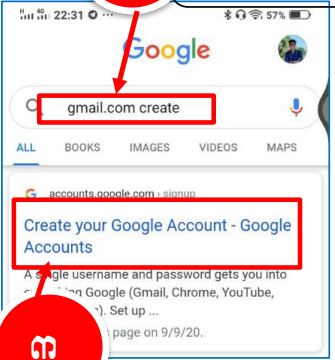 22:31
57%
Google
gmail.com create
ALL BOOKS IMAGES VIDEOS MAPS
accounts.google.com › signup
Create your Google Account - Google
Accounts
A single username and password gets you into
Google (Gmail, Chrome, YouTube,
). Set up ...
page on 9/9/20.